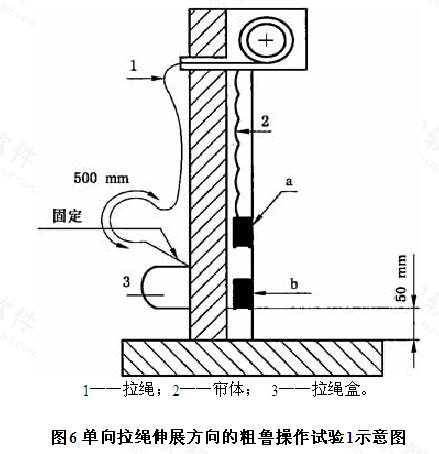 1
2
500 mm
a
固定
3
b
50 mm
1——拉绳；2——帘体； 3——拉绳盒。
图6 单向拉绳伸展方向的粗鲁操作试验1示意图